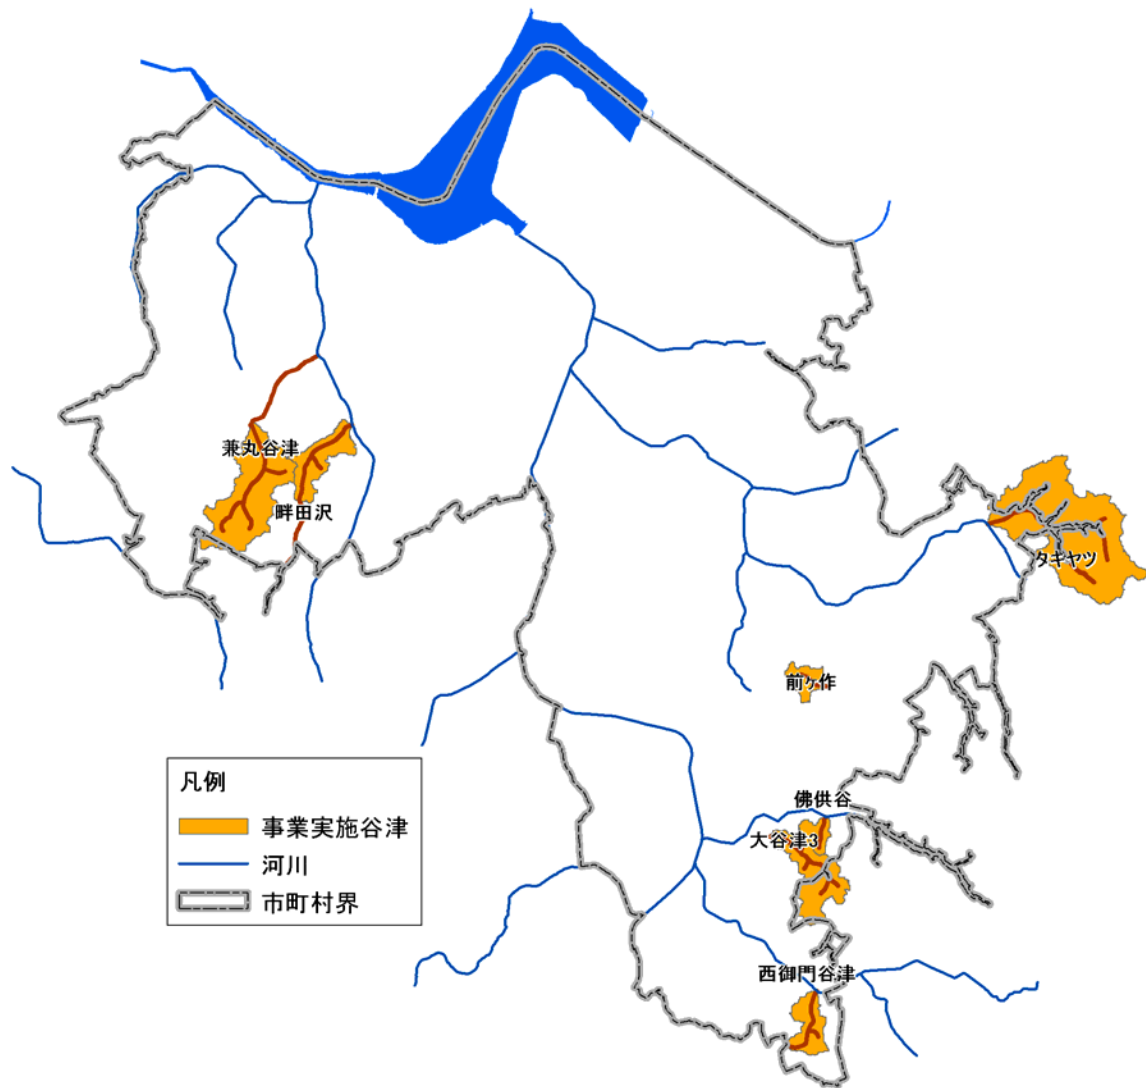 兼丸谷津
畔田沢
タキヤツ
前ヶ作
佛供谷
大谷津3
西御門谷津
凡例
事業実施谷津
河川
市町村界